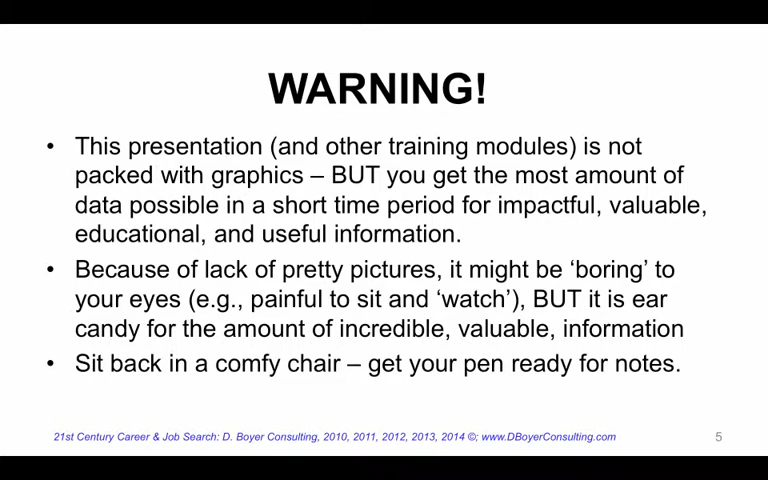 WARNING!
• This presentation (and other training modules) is not
packed with graphics – BUT you get the most amount of
data possible in a short time period for impactful, valuable,
educational, and useful information.
• Because of lack of pretty pictures, it might be ‘boring’ to
your eyes (e.g., painful to sit and ‘watch’), BUT it is ear
candy for the amount of incredible, valuable, information
• Sit back in a comfy chair – get your pen ready for notes.
21st Century Career & Job Search: D. Boyer Consulting, 2010, 2011, 2012, 2013, 2014 ©; www.DBoyerConsulting.com
5